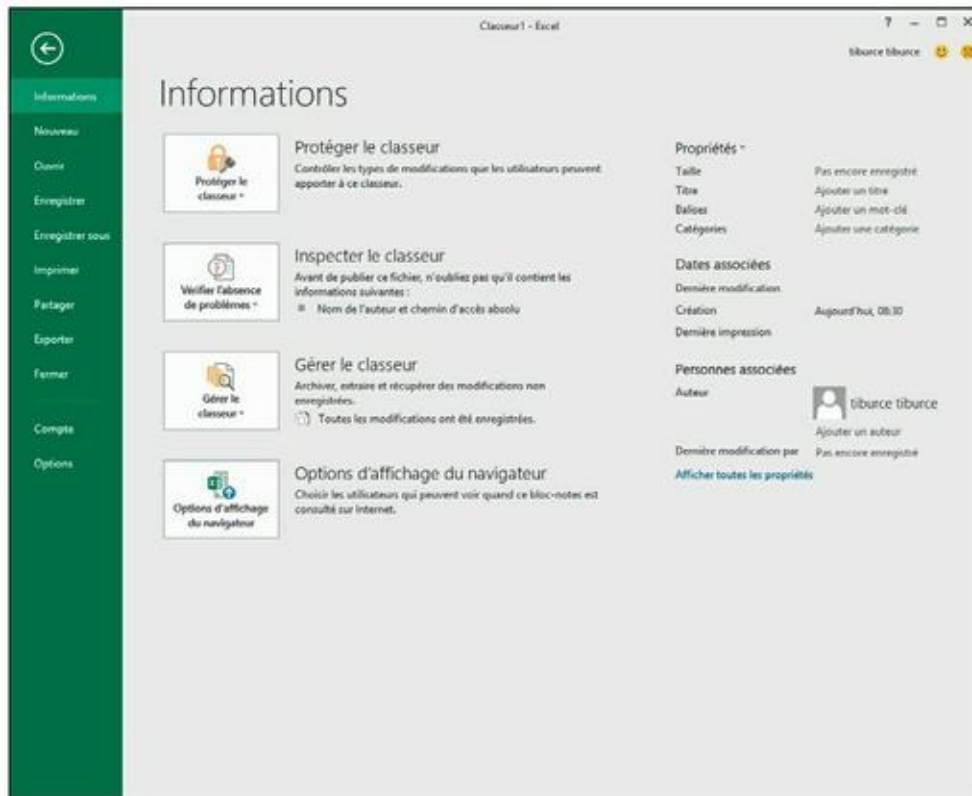 Classeur1 - Excel
?
tiburce tiburce
Informations
Nouveau
Ouvrir
Enregistrer
Enregistrer sous
Imprimer
Partager
Exporter
Fermer
Compte
Options
Informations
Protéger le
classeur
Protéger le classeur
Contrôler les types de modifications que les utilisateurs peuvent
apporter à ce classeur.
Vérifier l'absence
de problèmes
Inspecter le classeur
Avant de publier ce fichier, n'oubliez pas qu'il contient les
informations suivantes :
Nom de l'auteur et chemin d'accès absolu
Gérer le
classeur
Gérer le classeur
Archiver, extraire et récupérer des modifications non
enregistrées.
Toutes les modifications ont été enregistrées.
Options d'affichage
du navigateur
Options d'affichage du navigateur
Choisir les utilisateurs qui peuvent voir quand ce bloc-notes est
consulté sur Internet.
Propriétés
Taille Pas encore enregistré
Titre Ajouter un titre
Balises Ajouter un mot-clé
Catégories Ajouter une catégorie
Dates associées
Dernière modification
Création Aujourd'hui, 08:30
Dernière impression
Personnes associées
Auteur tiburce tiburce
Ajouter un auteur
Dernière modification par Pas encore enregistré
Afficher toutes les propriétés